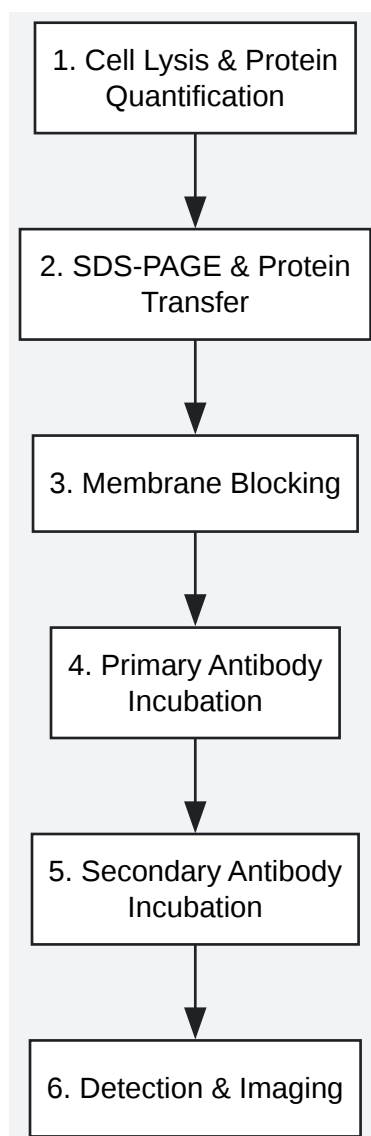 1. Cell Lysis & Protein
Quantification
2. SDS-PAGE & Protein
Transfer
3. Membrane Blocking
4. Primary Antibody
Incubation
5. Secondary Antibody
Incubation
6. Detection & Imaging